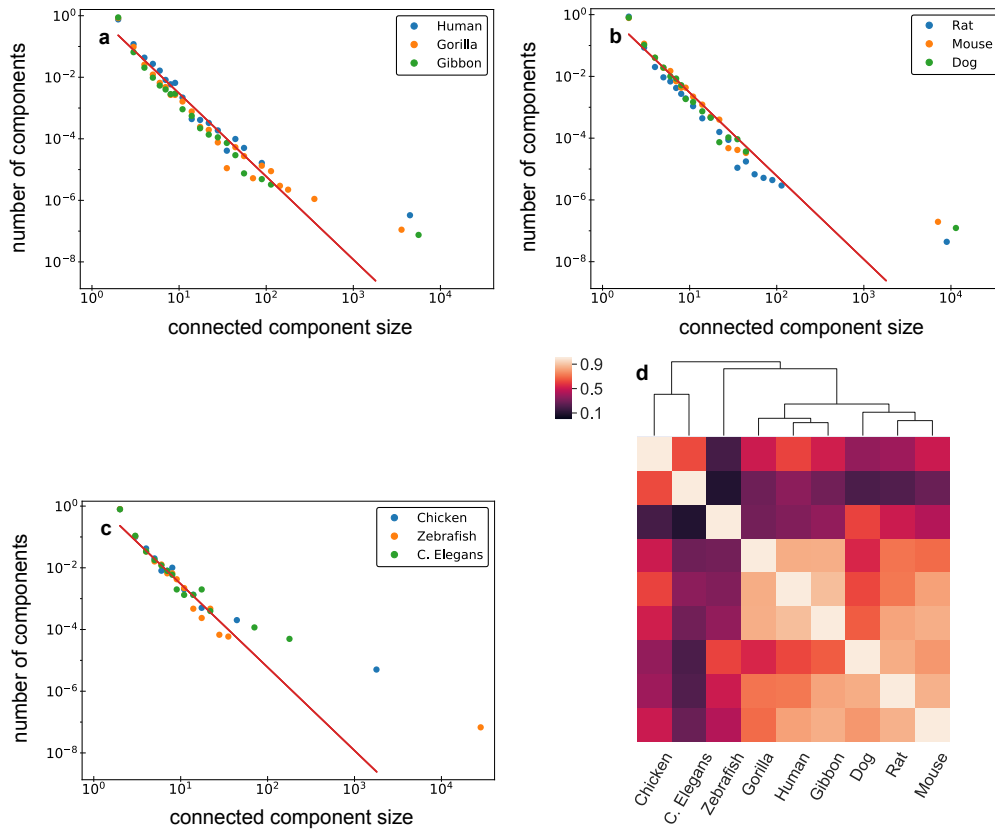 a
Human
Gorilla
Gibbon
10^0
10^-2
10^-4
10^-6
10^-8
number of components
10^0 10^1 10^2 10^3 10^4
connected component size
b
Rat
Mouse
Dog
10^0
10^-2
10^-4
10^-6
10^-8
number of components
10^0 10^1 10^2 10^3 10^4
connected component size
c
Chicken
Zebrafish
C. Elegans
10^0
10^-2
10^-4
10^-6
10^-8
number of components
10^0 10^1 10^2 10^3 10^4
connected component size
d
0.9
0.5
0.1
Chicken
C. Elegans
Zebrafish
Gorilla
Human
Gibbon
Dog
Rat
Mouse